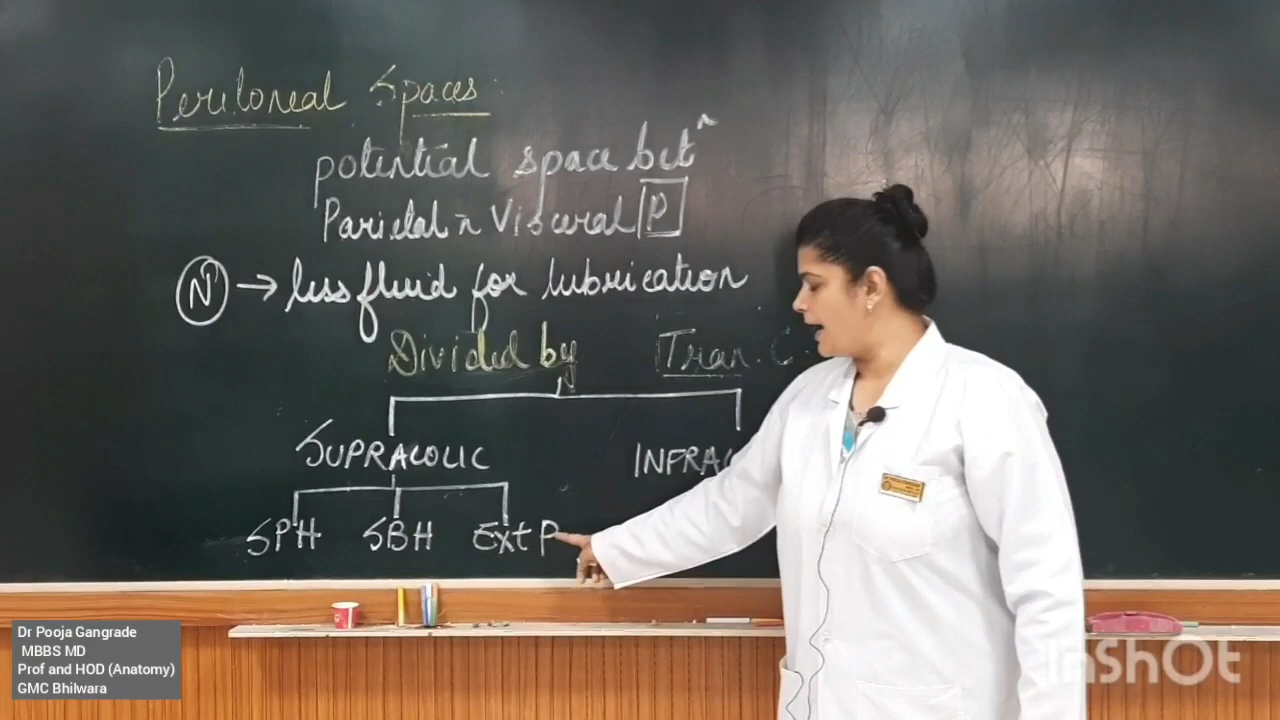 Peritoneal Spaces:
potential space betⁿ
Parietal n Visceral P
N → less fluid for lubrication
Divided by Tran. C.
SUPRACOLIC INFRAC
SPH SBH Ext P
Dr Pooja Gangrade
MBBS MD
Prof and HOD (Anatomy)
GMC Bhilwara
InShOt